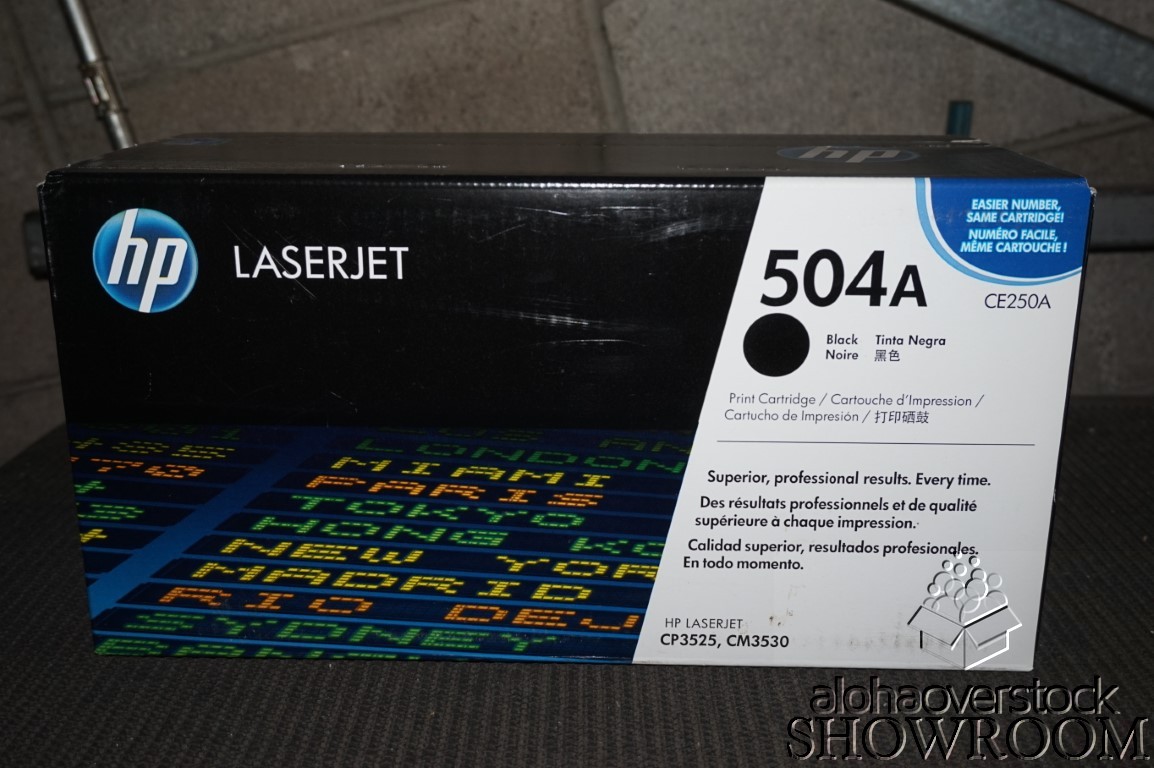 hp
hp
LASERJET
EASIER NUMBER,
SAME CARTRIDGE!
NUMÉRO FACILE,
MÊME CARTOUCHE !
504A
CE250A
Black Tinta Negra
Noire 黑色
Print Cartridge / Cartouche d'Impression /
Cartucho de Impresión / 打印硒鼓
Superior, professional results. Every time.
Des résultats professionnels et de qualité
supérieure à chaque impression.
Calidad superior, resultados profesionales.
En todo momento.
HP LASERJET
CP3525, CM3530
LONDON
MIAMI
PARIS
TOKYO
HONG KO
NEW YOR
MADRID
RIO DE J
SYDNEY
alohaoverstock
SHOWROOM